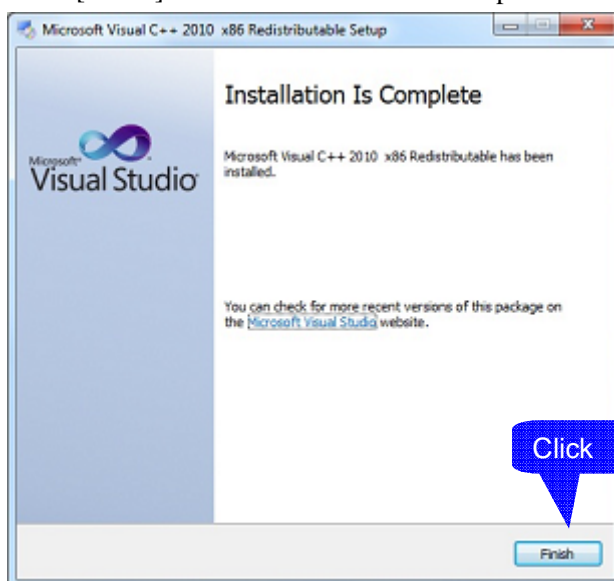 Microsoft Visual C++ 2010 x86 Redistributable Setup
Installation Is Complete
Microsoft Visual C++ 2010 x86 Redistributable has been
installed.
Microsoft
Visual Studio
You can check for more recent versions of this package on
the Microsoft Visual Studio website.
Click
Finish